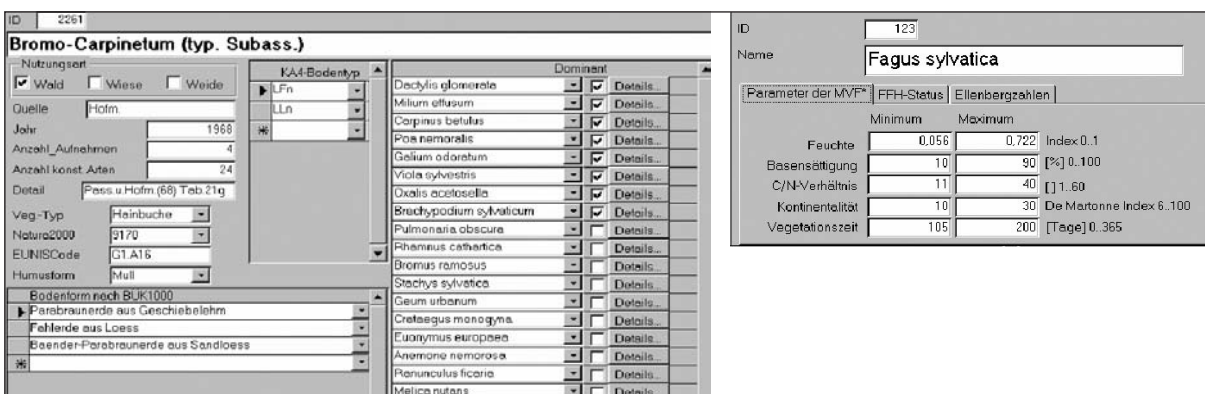 ID 2261
Bromo-Carpinetum (typ. Subass.)
Nutzungsart
Wald Wiese Weide
Quelle Hofm.
Jahr 1968
Anzahl_Aufnahmen 4
Anzahl konst. Arten 24
Detail Pass.u.Hofm.(68) Tab.21g
Veg.-Typ Hainbuche
Natura2000 9170
EUNISCode G1.A16
Humusform Mull
KA4-Bodentyp
LFn
LLn
Bodenform nach BÜK1000
Parabraunerde aus Geschiebelehm
Fahlerde aus Loess
Baender-Parabraunerde aus Sandloess
Dominant
Dactylis glomerata Details...
Milium effusum Details...
Carpinus betulus Details...
Poa nemoralis Details...
Galium odoratum Details...
Viola sylvestris Details...
Oxalis acetosella Details...
Brachypodium sylvaticum Details...
Pulmonaria obscura Details...
Rhamnus cathartica Details...
Bromus ramosus Details...
Stachys sylvatica Details...
Geum urbanum Details...
Crataegus monogyna Details...
Euonymus europaea Details...
Anemone nemorosa Details...
Ranunculus ficaria Details...
Melica nutans Details...
ID 123
Name Fagus sylvatica
Parameter der MVF* FFH-Status Ellenbergzahlen
Minimum Maximum
Feuchte 0,056 0,722 Index 0..1
Basensättigung 10 90 [%] 0..100
C/N-Verhältnis 11 40 [] 1..60
Kontinentalität 10 30 De Martonne Index 6..100
Vegetationszeit 105 200 [Tage] 0..365